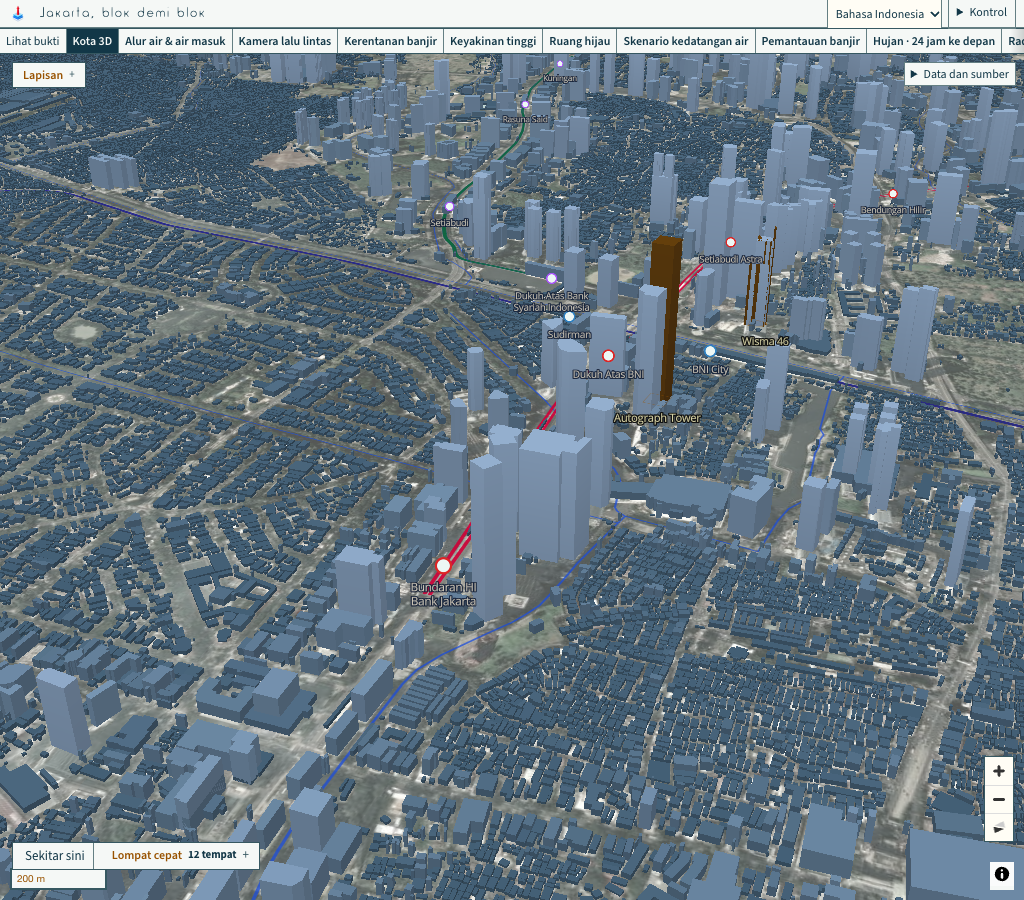 Jakarta, blok demi blok
Bahasa Indonesia
Kontrol
Lihat bukti
Kota 3D
Alur air & air masuk
Kamera lalu lintas
Kerentanan banjir
Keyakinan tinggi
Ruang hijau
Skenario kedatangan air
Pemantauan banjir
Hujan · 24 jam ke depan
Lapisan +
Data dan sumber
Kuningan
Rasuna Said
Setiabudi
Bendungan Hilir
Setiabudi Astra
Dukuh Atas Bank
Syariah Indonesia
Sudirman
Wisma 46
BNI City
Dukuh Atas BNI
Autograph Tower
Bundaran HI
Bank Jakarta
Sekitar sini
Lompat cepat 12 tempat +
200 m